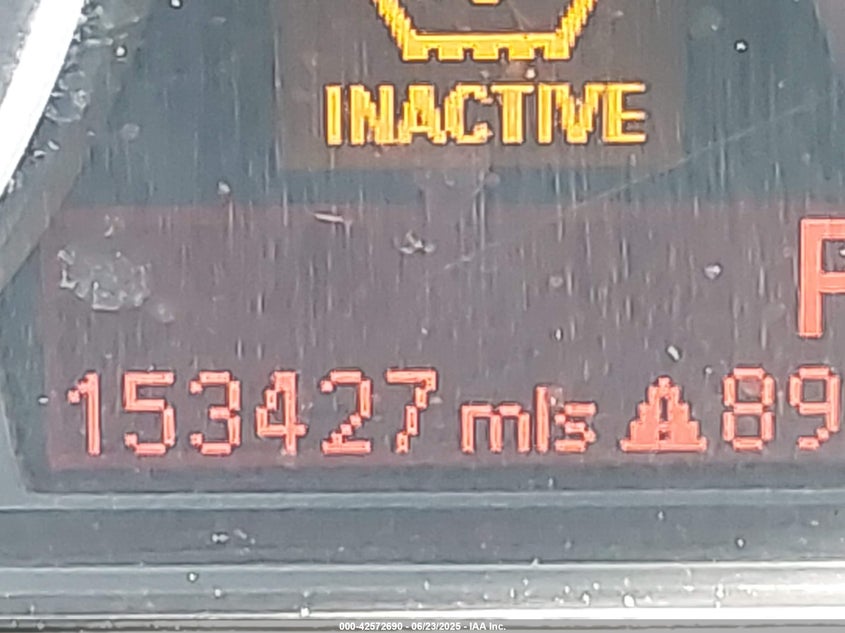 INACTIVE
P
153427 mls 89
000-42572690 - 06/23/2025 - IAA Inc.